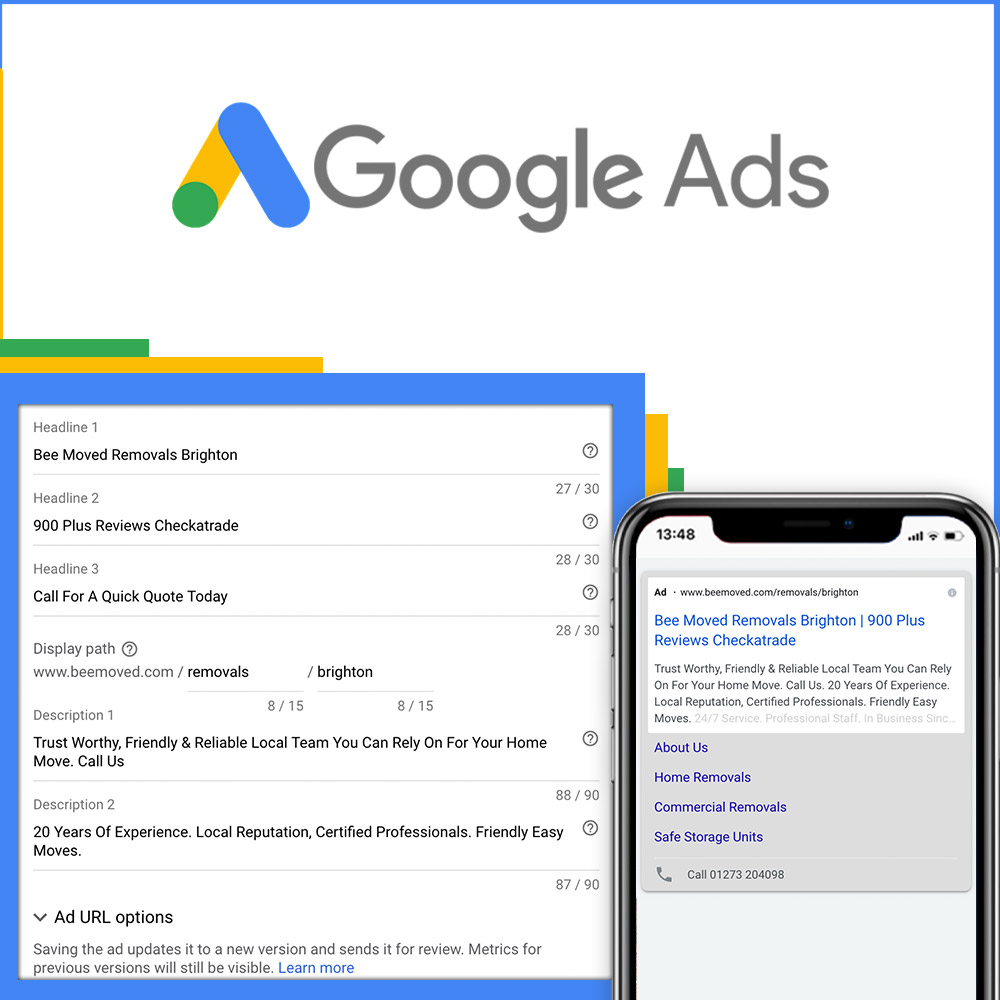 Google Ads
Headline 1
Bee Moved Removals Brighton
27 / 30
Headline 2
900 Plus Reviews Checkatrade
28 / 30
Headline 3
Call For A Quick Quote Today
28 / 30
Display path
www.beemoved.com / removals / brighton
8 / 15 8 / 15
Description 1
Trust Worthy, Friendly & Reliable Local Team You Can Rely On For Your Home
Move. Call Us
88 / 90
Description 2
20 Years Of Experience. Local Reputation, Certified Professionals. Friendly Easy
Moves.
87 / 90
Ad URL options
Saving the ad updates it to a new version and sends it for review. Metrics for
previous versions will still be visible. Learn more
13:48
Ad · www.beemoved.com/removals/brighton
Bee Moved Removals Brighton | 900 Plus
Reviews Checkatrade
Trust Worthy, Friendly & Reliable Local Team You Can Rely
On For Your Home Move. Call Us. 20 Years Of Experience.
Local Reputation, Certified Professionals. Friendly Easy
Moves. 24/7 Service. Professional Staff. In Business Sinc...
About Us
Home Removals
Commercial Removals
Safe Storage Units
Call 01273 204098